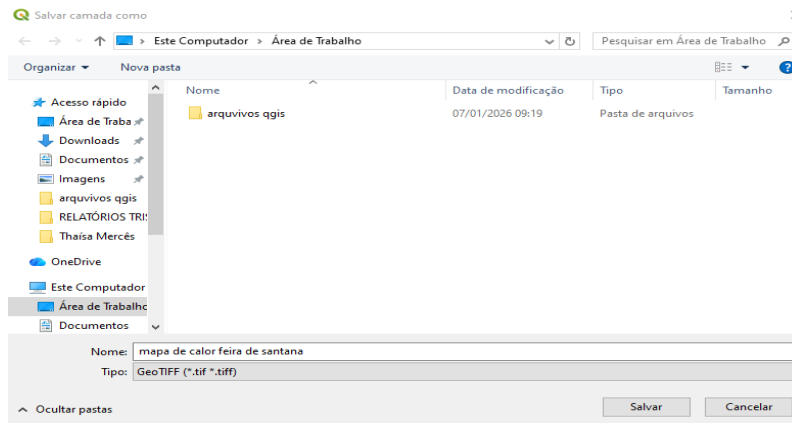 Salvar camada como
Este Computador > Área de Trabalho
Pesquisar em Área de Trabalho
Organizar Nova pasta
Nome Data de modificação Tipo Tamanho
arquvivos qgis 07/01/2026 09:19 Pasta de arquivos
Acesso rápido
Área de Traba
Downloads
Documentos
Imagens
arquvivos qgis
RELATÓRIOS TRI
Thaísa Mercês
OneDrive
Este Computador
Área de Trabalho
Documentos
Nome: mapa de calor feira de santana
Tipo: GeoTIFF (*.tif *.tiff)
Ocultar pastas
Salvar Cancelar